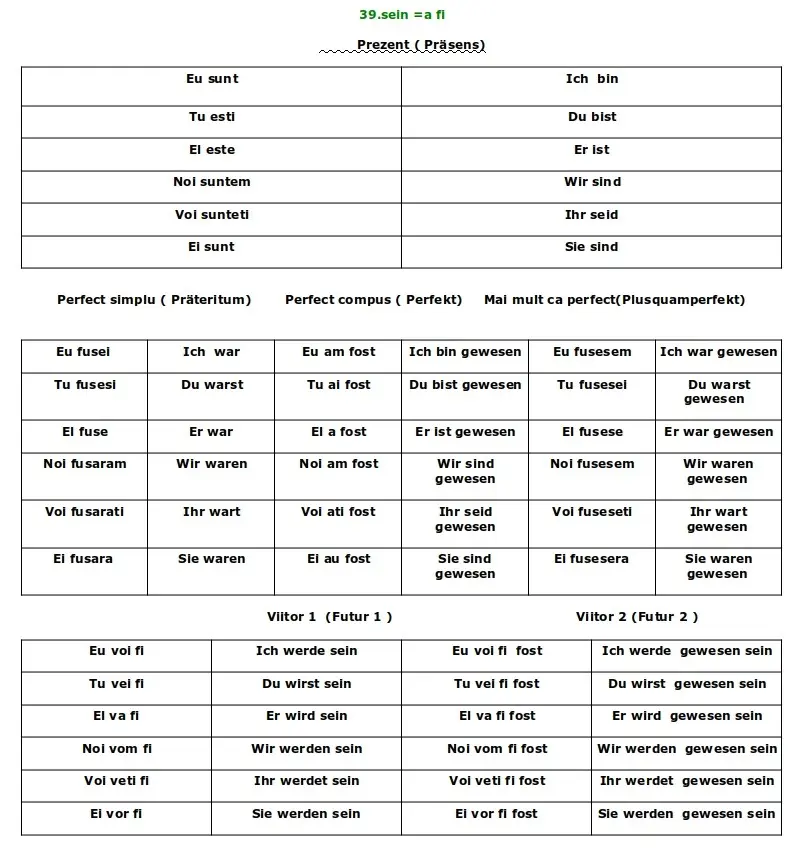 39.sein =a fi
Prezent ( Präsens)
Eu sunt Ich bin
Tu esti Du bist
El este Er ist
Noi suntem Wir sind
Voi sunteti Ihr seid
Ei sunt Sie sind
Perfect simplu ( Präteritum) Perfect compus ( Perfekt) Mai mult ca perfect(Plusquamperfekt)
Eu fusei Ich war Eu am fost Ich bin gewesen Eu fusesem Ich war gewesen
Tu fusesi Du warst Tu ai fost Du bist gewesen Tu fusesei Du warst
gewesen
El fuse Er war El a fost Er ist gewesen El fusese Er war gewesen
Noi fusaram Wir waren Noi am fost Wir sind Noi fusesem Wir waren
gewesen gewesen
Voi fusarati Ihr wart Voi ati fost Ihr seid Voi fuseseti Ihr wart
gewesen gewesen
Ei fusara Sie waren Ei au fost Sie sind Ei fusesera Sie waren
gewesen gewesen
Viitor 1 (Futur 1 ) Viitor 2 (Futur 2 )
Eu voi fi Ich werde sein Eu voi fi fost Ich werde gewesen sein
Tu vei fi Du wirst sein Tu vei fi fost Du wirst gewesen sein
El va fi Er wird sein El va fi fost Er wird gewesen sein
Noi vom fi Wir werden sein Noi vom fi fost Wir werden gewesen sein
Voi veti fi Ihr werdet sein Voi veti fi fost Ihr werdet gewesen sein
Ei vor fi Sie werden sein Ei vor fi fost Sie werden gewesen sein